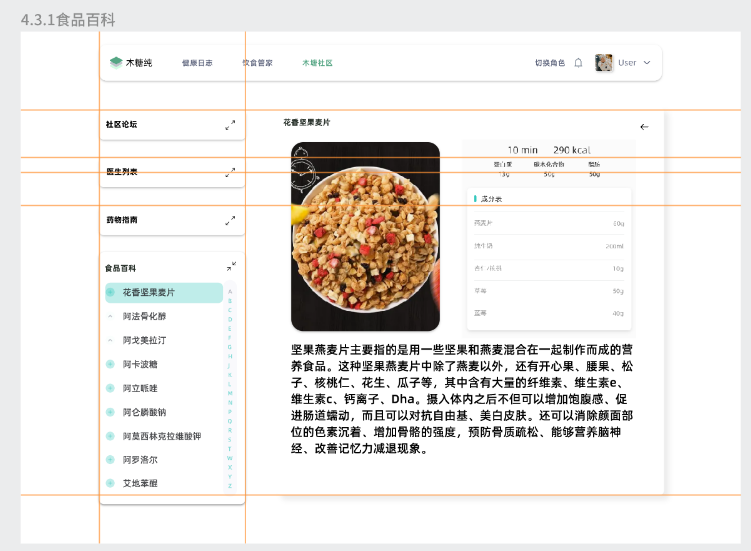 4.3.1食品百科
木糖纯 健康日志 饮食管家 木糖社区 切换角色 User
社区论坛
医生列表
药物指南
食品百科
花香坚果麦片
阿法骨化醇
阿戈美拉汀
阿卡波糖
阿立哌唑
阿仑膦酸钠
阿莫西林克拉维酸钾
阿罗洛尔
艾地苯醌
A
B
C
D
E
F
G
H
J
K
L
M
N
P
Q
R
S
T
W
X
Y
Z
花香坚果麦片
10 min 290 kcal
蛋白质 碳水化合物 脂肪
13g 50g 50g
成分表
燕麦片 50g
纯牛奶 200ml
10g
草莓 50g
蓝莓 40g
坚果燕麦片主要指的是用一些坚果和燕麦混合在一起制作而成的营
养食品。这种坚果燕麦片中除了燕麦以外，还有开心果、腰果、松
子、核桃仁、花生、瓜子等，其中含有大量的纤维素、维生素e、
维生素c、钙离子、Dha。摄入体内之后不但可以增加饱腹感、促
进肠道蠕动，而且可以对抗自由基、美白皮肤。还可以消除颜面部
位的色素沉着、增加骨骼的强度，预防骨质疏松、能够营养脑神
经、改善记忆力减退现象。